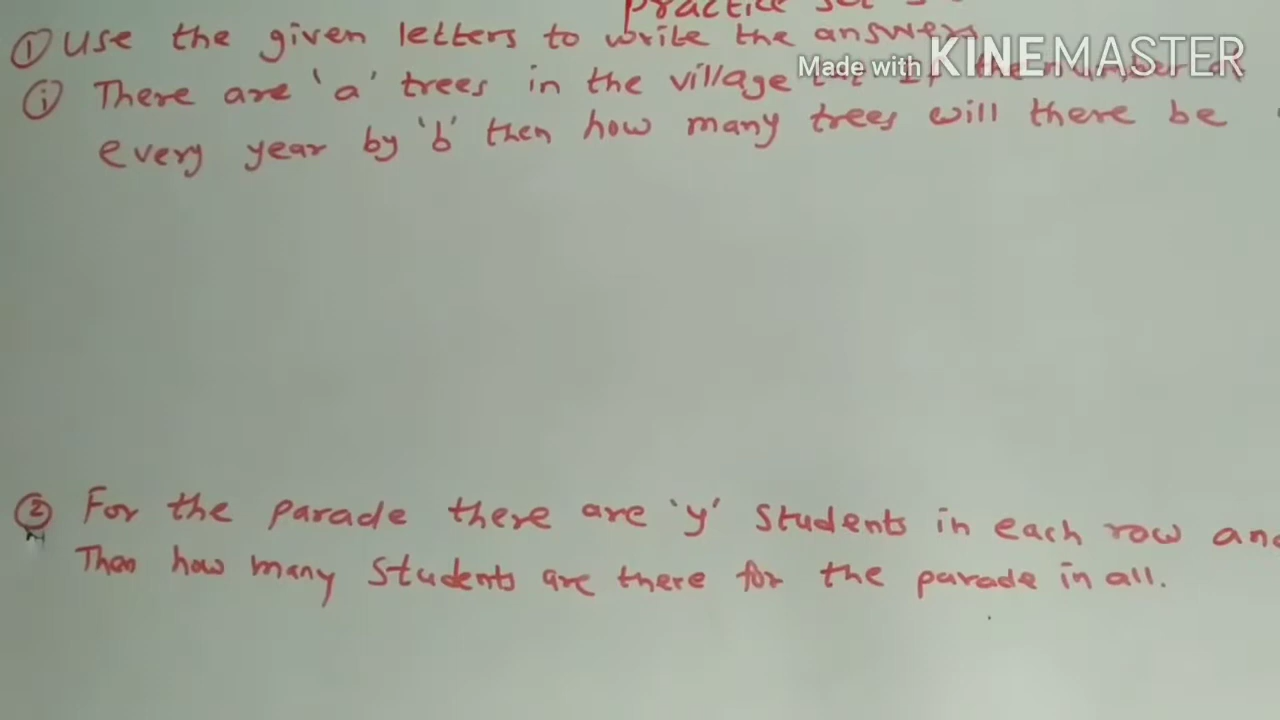 Practice Set
① Use the given letters to write the answers
Made with KINEMASTER
ⓘ There are 'a' trees in the village
every year by 'b' then how many trees will there be
② For the parade there are 'y' students in each row
Then how many students are there for the parade in all.